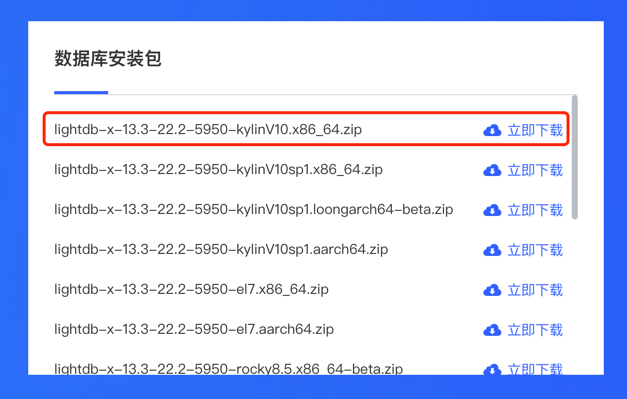 数据库安装包
lightdb-x-13.3-22.2-5950-kylinV10.x86_64.zip 立即下载
lightdb-x-13.3-22.2-5950-kylinV10sp1.x86_64.zip 立即下载
lightdb-x-13.3-22.2-5950-kylinV10sp1.loongarch64-beta.zip 立即下载
lightdb-x-13.3-22.2-5950-kylinV10sp1.aarch64.zip 立即下载
lightdb-x-13.3-22.2-5950-el7.x86_64.zip 立即下载
lightdb-x-13.3-22.2-5950-el7.aarch64.zip 立即下载
lightdb-x-13.3-22.2-5950-rocky8.5.x86_64-beta.zip 立即下载